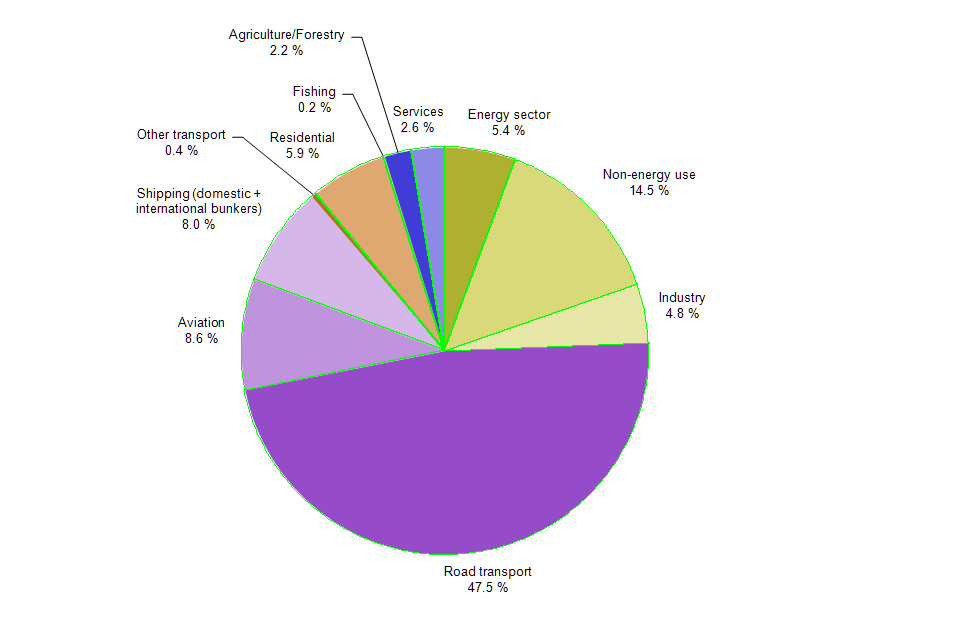 Agriculture/Forestry
2.2 %
Fishing
0.2 %
Services
2.6 %
Energy sector
5.4 %
Other transport
0.4 %
Residential
5.9 %
Non-energy use
14.5 %
Shipping (domestic +
international bunkers)
8.0 %
Industry
4.8 %
Aviation
8.6 %
Road transport
47.5 %